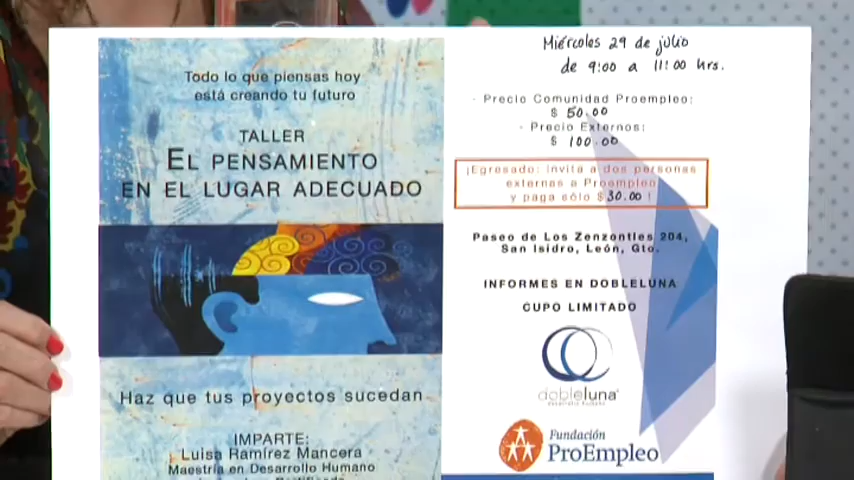 Todo lo que piensas hoy
está creando tu futuro
TALLER
EL PENSAMIENTO
EN EL LUGAR ADECUADO
Haz que tus proyectos sucedan
IMPARTE:
Luisa Ramírez Mancera
Maestría en Desarrollo Humano
Miércoles 29 de julio
de 9:00 a 11:00 hrs.
- Precio Comunidad Proempleo:
$ 50.00
- Precio Externos:
$ 100.00
¡Egresado: invita a dos personas
externas a Proempleo
y paga sólo $30.00!
Paseo de Los Zenzontles 204,
San Isidro, León, Gto.
INFORMES EN DOBLELUNA
CUPO LIMITADO
dobleluna
Fundación
ProEmpleo